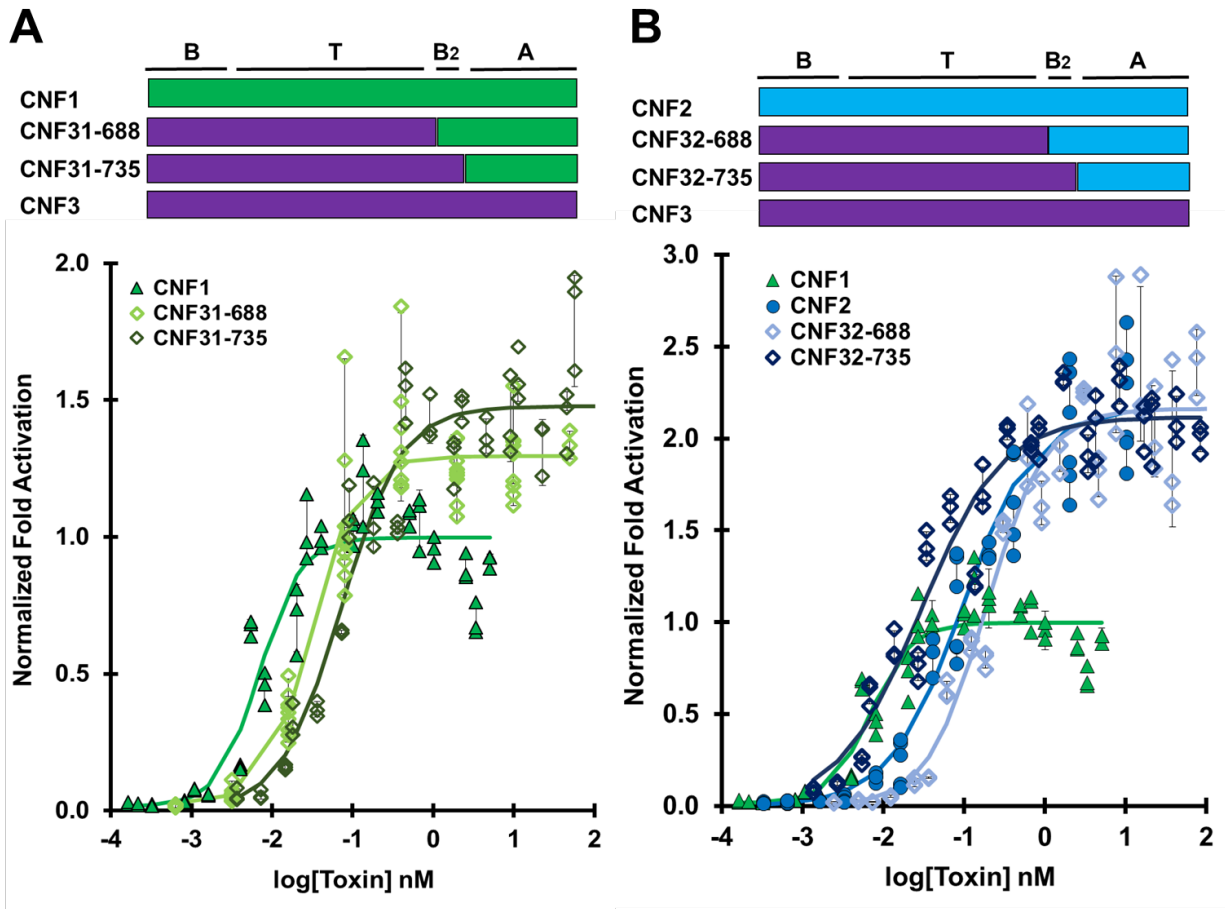 A
B T B2 A
CNF1
CNF31-688
CNF31-735
CNF3
2.0
1.5
1.0
0.5
0.0
-4 -3 -2 -1 0 1 2
Normalized Fold Activation
log[Toxin] nM
CNF1
CNF31-688
CNF31-735
B
B T B2 A
CNF2
CNF32-688
CNF32-735
CNF3
3.0
2.5
2.0
1.5
1.0
0.5
0.0
-4 -3 -2 -1 0 1 2
Normalized Fold Activation
log[Toxin] nM
CNF1
CNF2
CNF32-688
CNF32-735